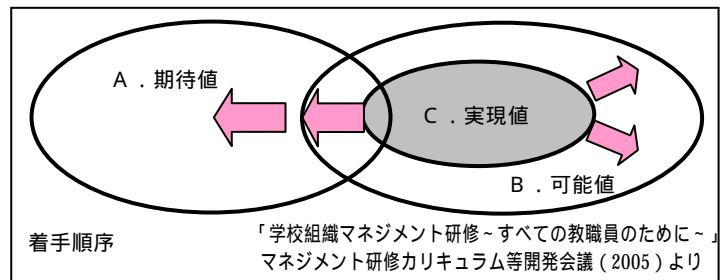 A．期待値
C．実現値
B．可能値
着手順序
「学校組織マネジメント研修~すべての教職員のために~」
マネジメント研修カリキュラム等開発会議(2005)より